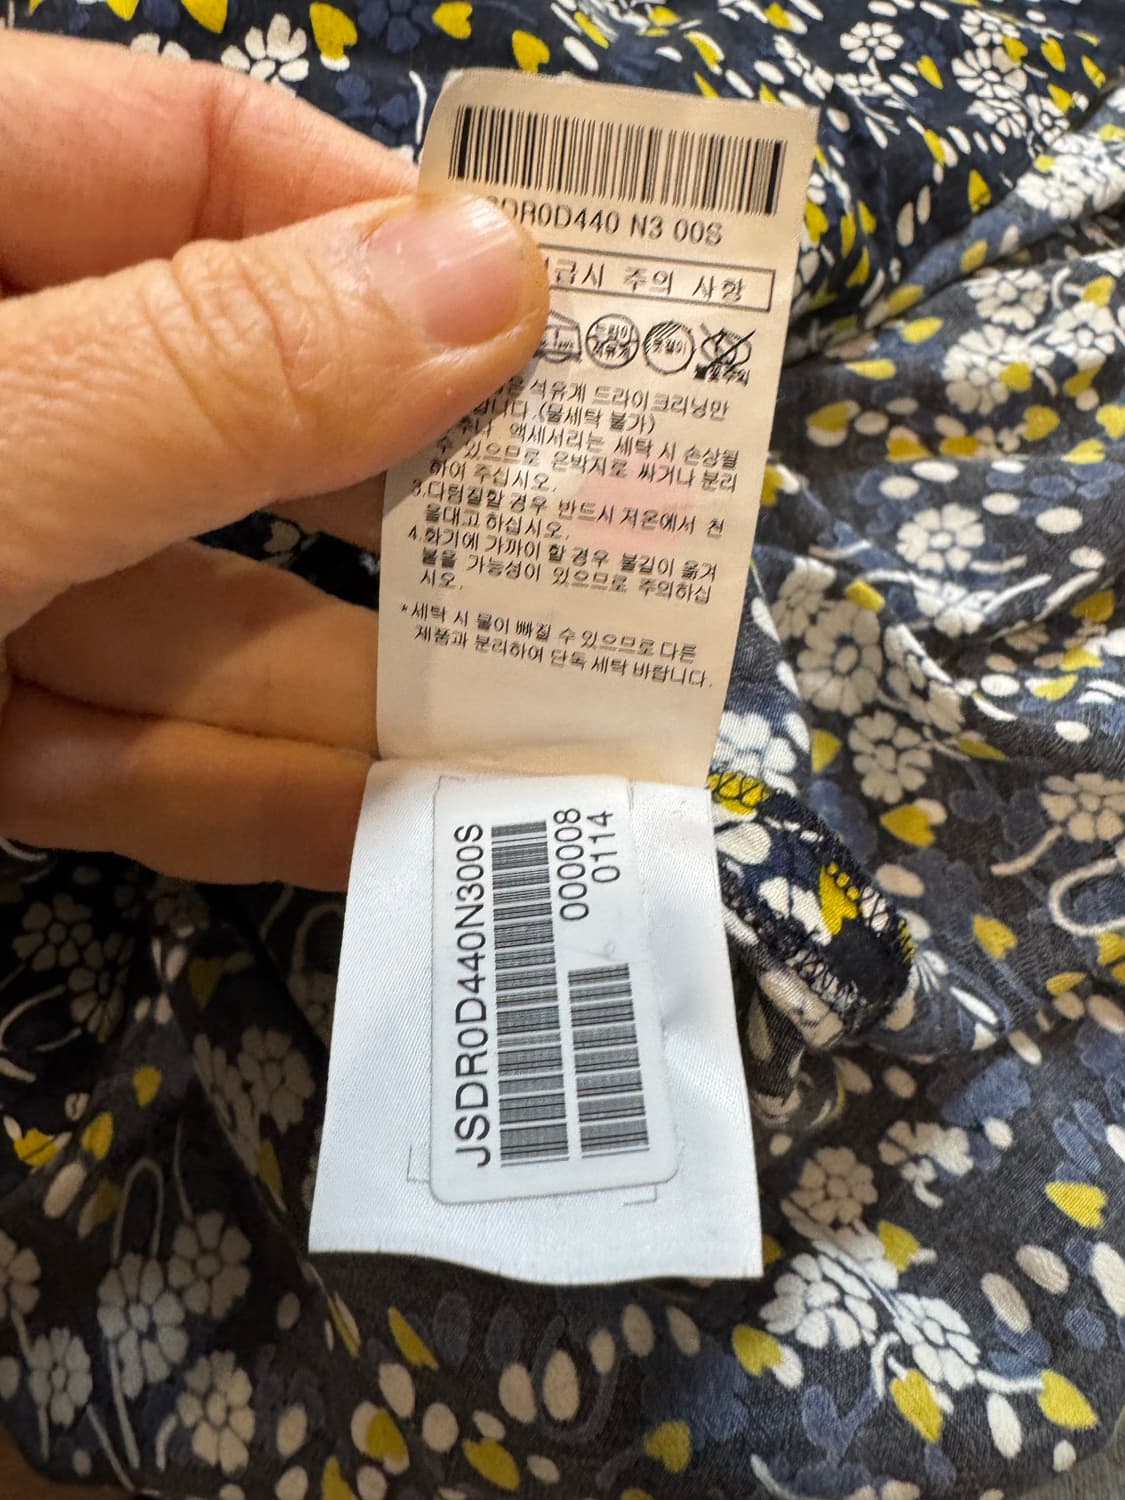 SDR0D440 N3 00S
급시 주의 사항
드라이
석유계
석유계 드라이크리닝만
니다.(물세탁 불가)
액세서리는 세탁 시 손상될
수 있으므로 은박지로 싸거나 분리
하여 주십시오.
3.다림질할 경우 반드시 저온에서 천
을대고 하십시오.
4.화기에 가까이 할 경우 불길이 옮겨
붙을 가능성이 있으므로 주의하십
시오.
*세탁 시 물이 빠질 수 있으므로 다른
제품과 분리하여 단독 세탁 바랍니다.
JSDR0D440N300S
000008
0114